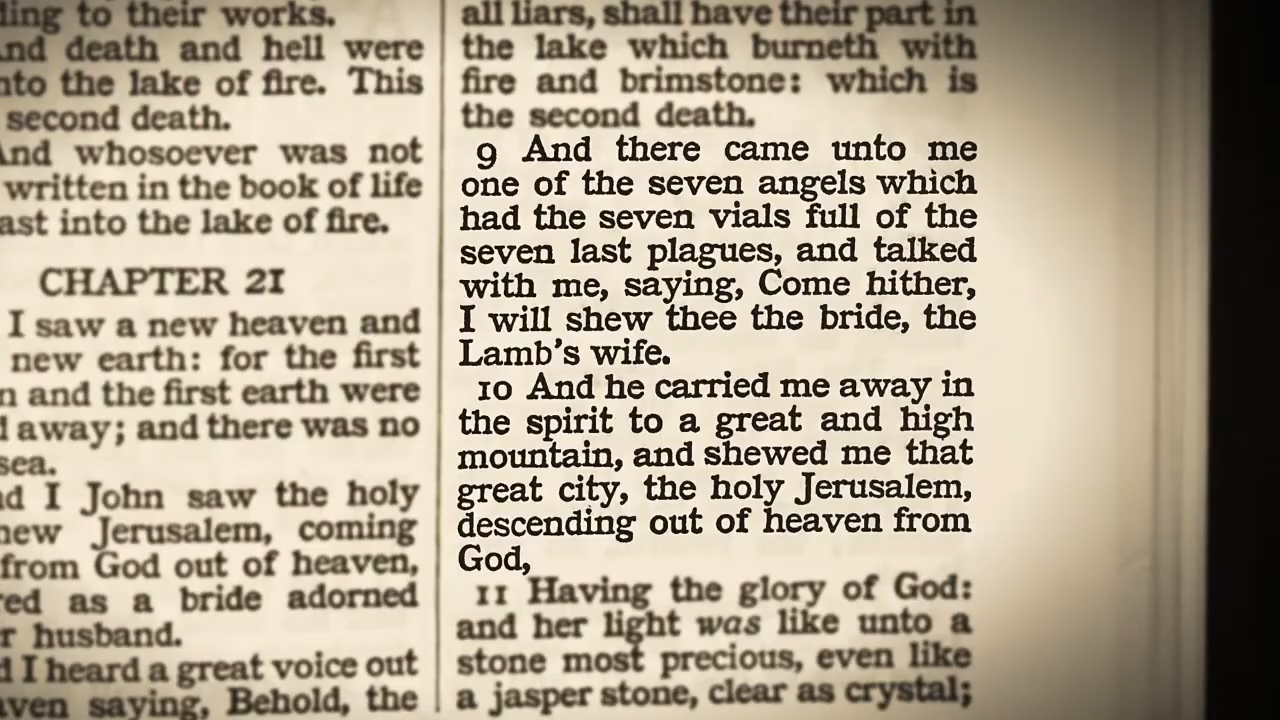 to their works.
death and hell were
the lake of fire. This
second death.
whosoever was not
written in the book of life
into the lake of fire.
CHAPTER 21
I saw a new heaven and
new earth: for the first
and the first earth were
away; and there was no
sea.
I John saw the holy
new Jerusalem, coming
from God out of heaven,
as a bride adorned
husband.
I heard a great voice out
saying, Behold, the
all liars, shall have their part in
the lake which burneth with
fire and brimstone: which is
the second death.
9 And there came unto me
one of the seven angels which
had the seven vials full of the
seven last plagues, and talked
with me, saying, Come hither,
I will shew thee the bride, the
Lamb's wife.
10 And he carried me away in
the spirit to a great and high
mountain, and shewed me that
great city, the holy Jerusalem,
descending out of heaven from
God,
11 Having the glory of God:
and her light was like unto a
stone most precious, even like
a jasper stone, clear as crystal;